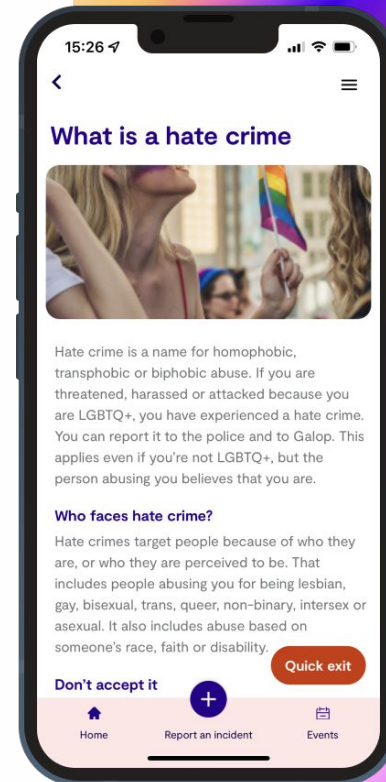 15:26
What is a hate crime
Hate crime is a name for homophobic,
transphobic or biphobic abuse. If you are
threatened, harassed or attacked because you
are LGBTQ+, you have experienced a hate crime.
You can report it to the police and to Galop. This
applies even if you're not LGBTQ+, but the
person abusing you believes that you are.
Who faces hate crime?
Hate crimes target people because of who they
are, or who they are perceived to be. That
includes people abusing you for being lesbian,
gay, bisexual, trans, queer, non-binary, intersex or
asexual. It also includes abuse based on
someone's race, faith or disability.
Quick exit
Don't accept it
Home Report an incident Events